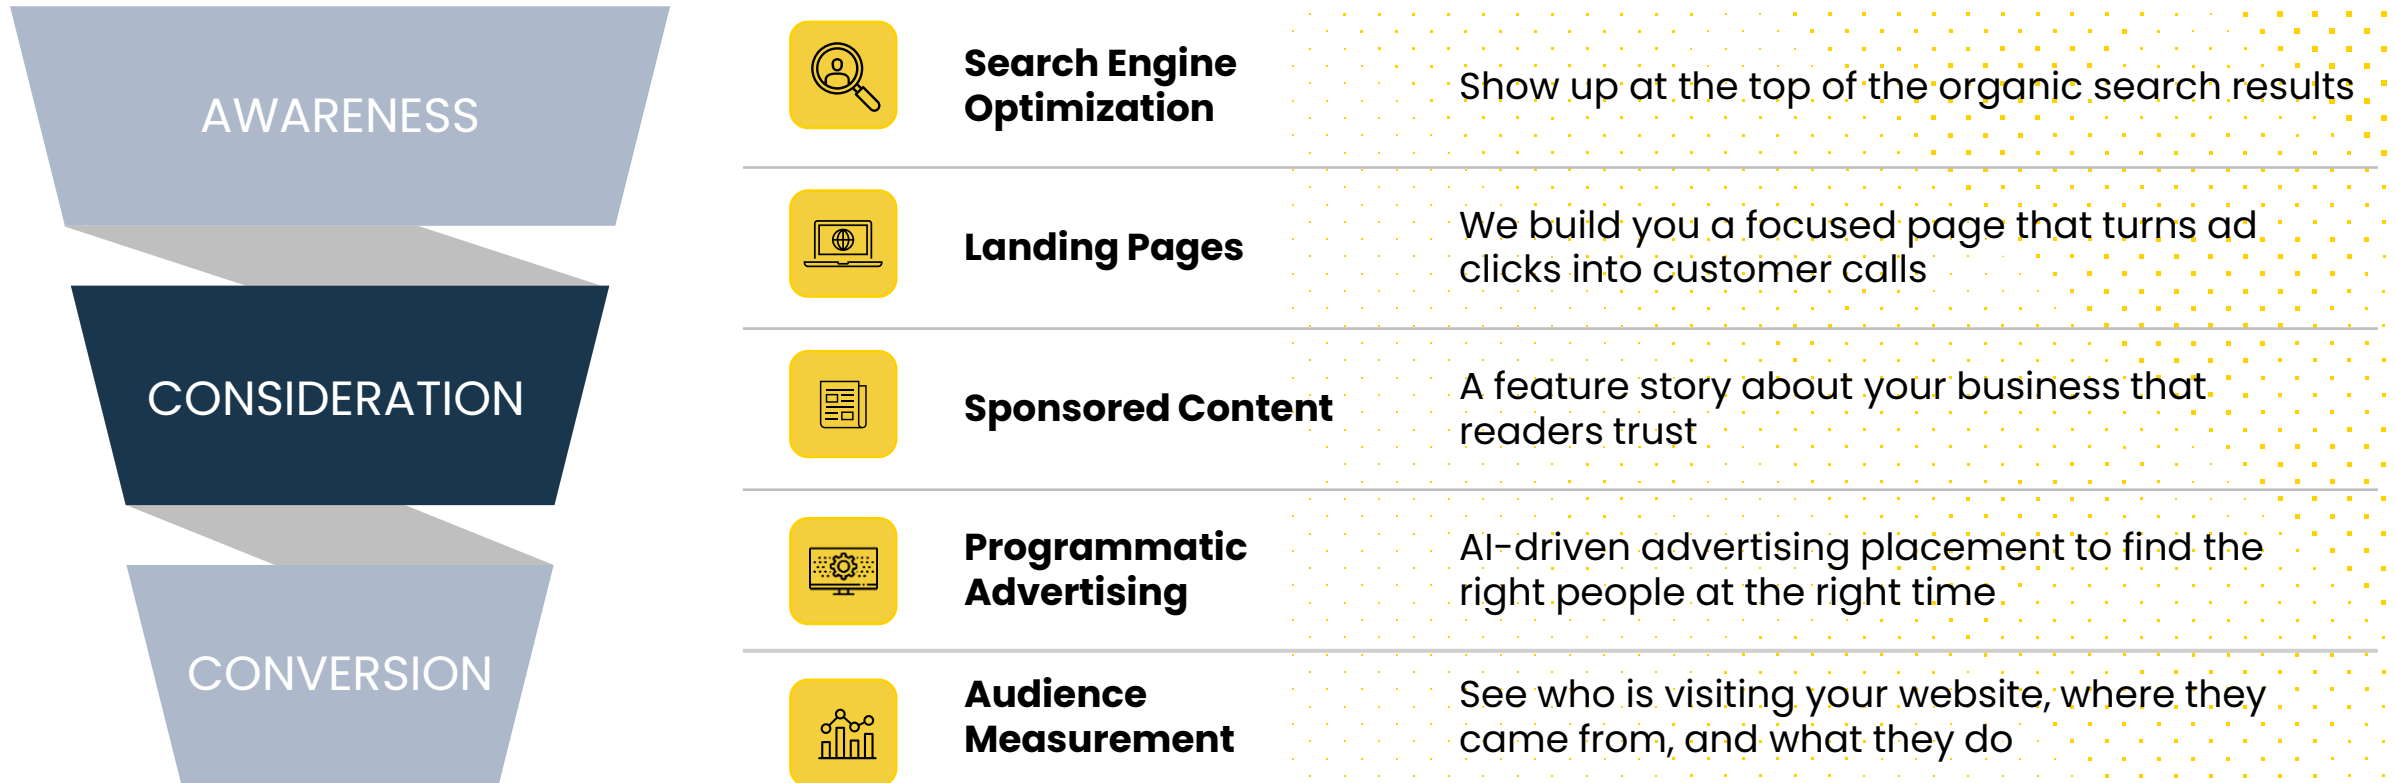 AWARENESS
CONSIDERATION
CONVERSION
Search Engine
Optimization
Show up at the top of the organic search results
Landing Pages
We build you a focused page that turns ad
clicks into customer calls
Sponsored Content
A feature story about your business that
readers trust
Programmatic
Advertising
AI-driven advertising placement to find the
right people at the right time
Audience
Measurement
See who is visiting your website, where they
came from, and what they do